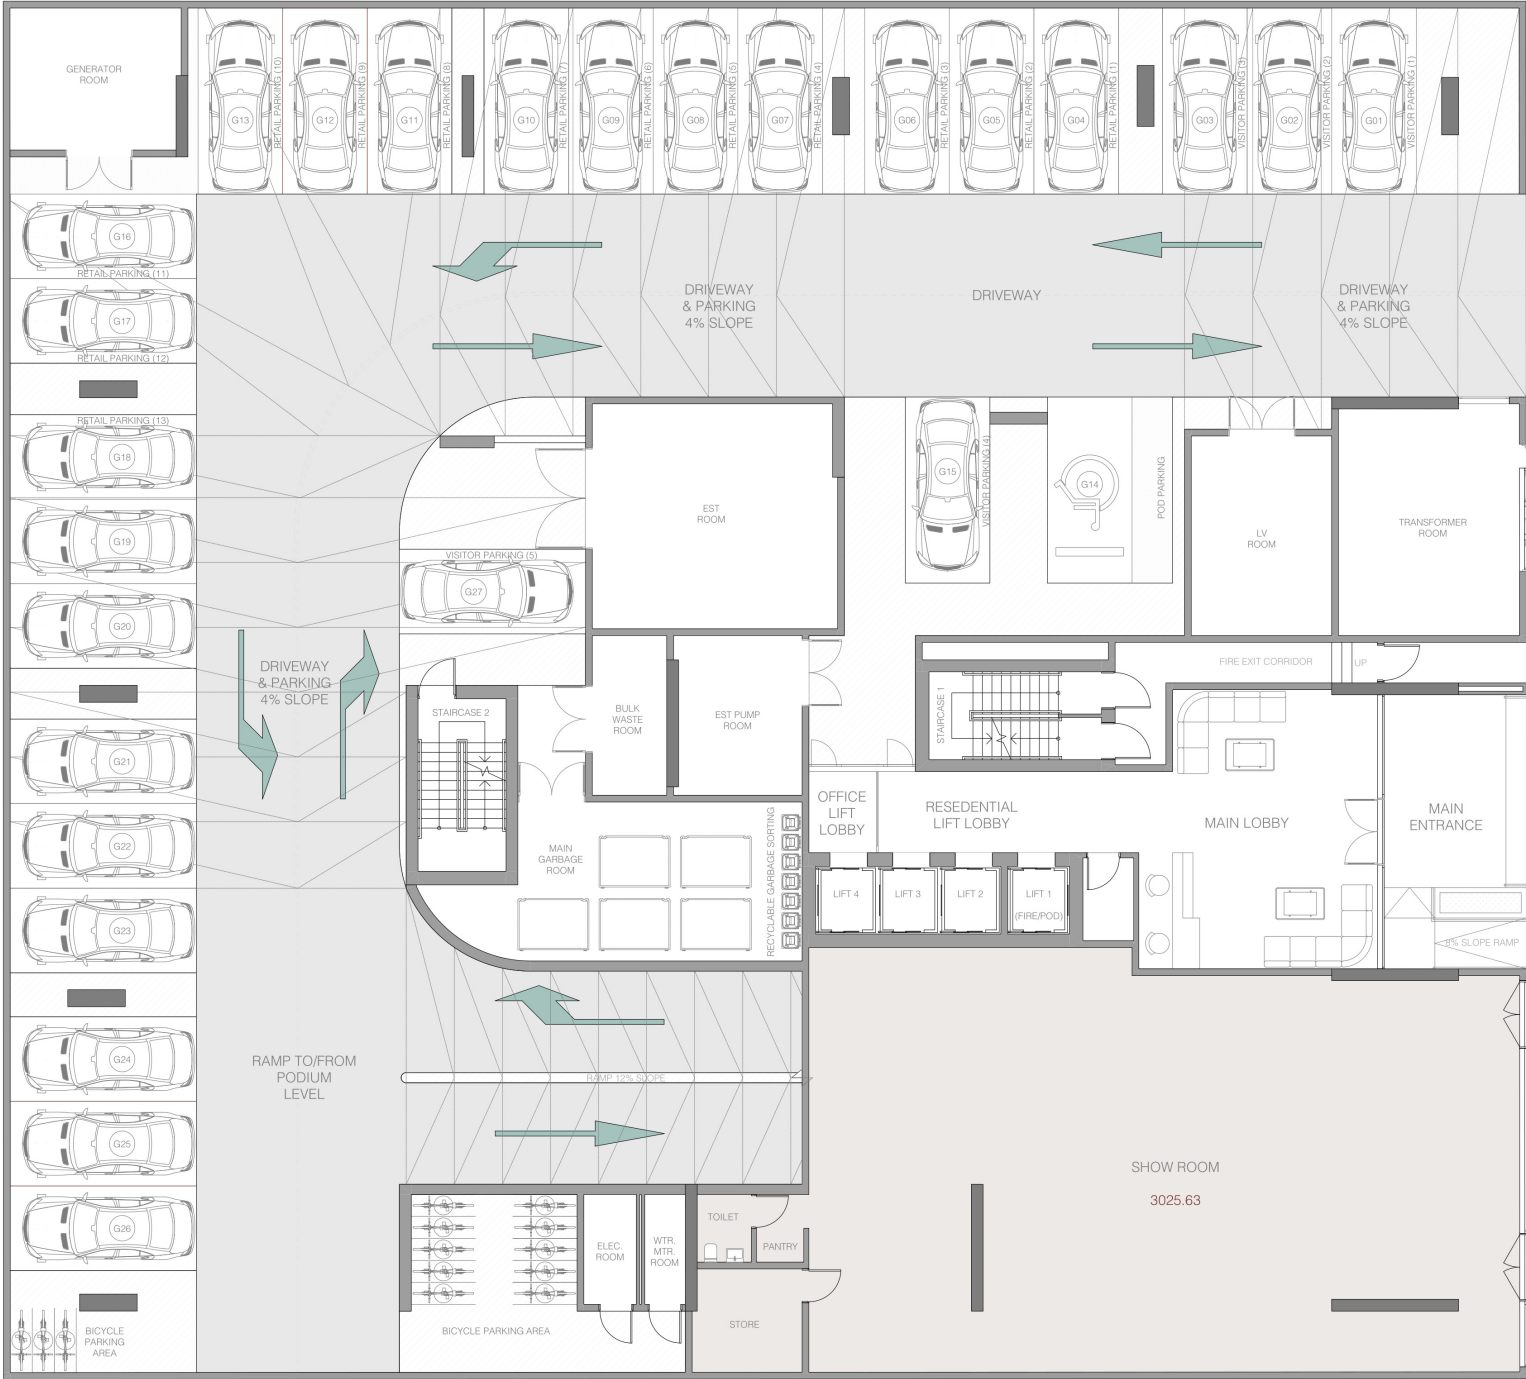 GENERATOR
ROOM
G13
RETAIL PARKING (10)
G12
RETAIL PARKING (9)
G11
RETAIL PARKING (8)
G10
RETAIL PARKING (7)
G09
RETAIL PARKING (6)
G08
RETAIL PARKING (5)
G07
RETAIL PARKING (4)
G06
RETAIL PARKING (3)
G05
RETAIL PARKING (2)
G04
RETAIL PARKING (1)
G03
VISITOR PARKING (3)
G02
VISITOR PARKING (2)
G01
VISITOR PARKING (1)
G16
RETAIL PARKING (11)
G17
RETAIL PARKING (12)
DRIVEWAY
& PARKING
4% SLOPE
DRIVEWAY
DRIVEWAY
& PARKING
4% SLOPE
RETAIL PARKING (13)
G18
G19
G20
EST
ROOM
G15
VISITOR PARKING (4)
G14
POD PARKING
LV
ROOM
TRANSFORMER
ROOM
VISITOR PARKING (5)
G27
DRIVEWAY
& PARKING
4% SLOPE
STAIRCASE 2
BULK
WASTE
ROOM
EST PUMP
ROOM
STAIRCASE 1
FIRE EXIT CORRIDOR
UP
G21
G22
G23
OFFICE
LIFT
LOBBY
RESEDENTIAL
LIFT LOBBY
MAIN LOBBY
MAIN
ENTRANCE
MAIN
GARBAGE
ROOM
RECYCLABLE GARBAGE SORTING
LIFT 4
LIFT 3
LIFT 2
LIFT 1
(FIRE/POD)
8% SLOPE RAMP
G24
G25
G26
RAMP TO/FROM
PODIUM
LEVEL
RAMP 12% SLOPE
SHOW ROOM
3025.63
TOILET
PANTRY
ELEC.
ROOM
WTR.
MTR.
ROOM
STORE
BICYCLE PARKING AREA
BICYCLE
PARKING
AREA